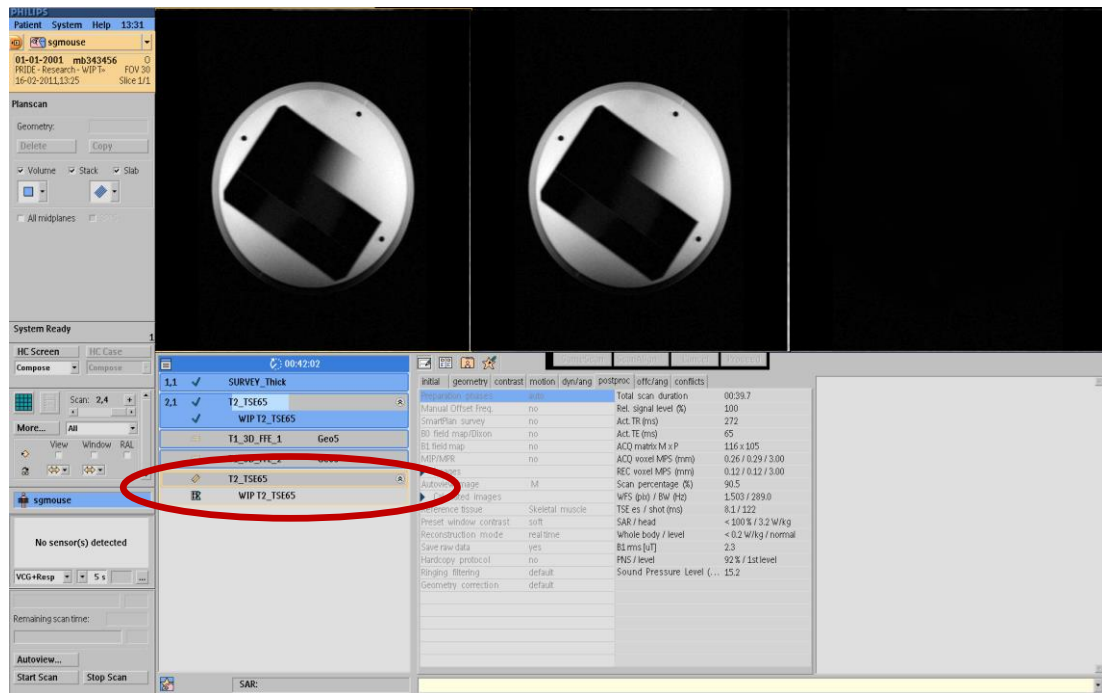 PHILIPS
Patient System Help 13:31
sgmouse
01-01-2001 mb343456 O
PRIDE - Research - WIP T» FOV 30
16-02-2011,13:25 Slice 1/1
Planscan
Geometry:
Delete Copy
Volume Stack Slab
All midplanes
System Ready
1
HC Screen HC Case
Compose Compose
Scan: 2,4 +
More... All
View Window RAL
sgmouse
No sensor(s) detected
VCG+Resp 5 s ...
Remaining scan time:
Autoview...
Start Scan Stop Scan
00:42:02
1,1 SURVEY_Thick
2,1 T2_TSE65
WIP T2_TSE65
T1_3D_FFE_1 Geo5
T2_TSE65
WIP T2_TSE65
SAR:
initial geometry contrast motion dyn/ang postproc offc/ang conflicts
Preparation phases auto Total scan duration 00:39.7
Manual Offset Freq. no Rel. signal level (%) 100
SmartPlan survey no Act. TR (ms) 272
B0 field map/Dixon no Act. TE (ms) 65
B1 field map no ACQ matrix M x P 116 x 105
MIP/MPR no ACQ voxel MPS (mm) 0.26 / 0.29 / 3.00
Images REC voxel MPS (mm) 0.12 / 0.12 / 3.00
Autoview image M Scan percentage (%) 90.5
images WFS (pix) / BW (Hz) 1.503 / 289.0
Reference tissue Skeletal muscle TSE es / shot (ms) 8.1 / 122
Preset window contrast soft SAR / head < 100 % / 3.2 W/kg
Reconstruction mode real time Whole body / level < 0.2 W/kg / normal
Save raw data yes B1 rms [uT] 2.3
Hardcopy protocol no PNS / level 92 % / 1st level
Ringing filtering default Sound Pressure Level (... 15.2
Geometry correction default